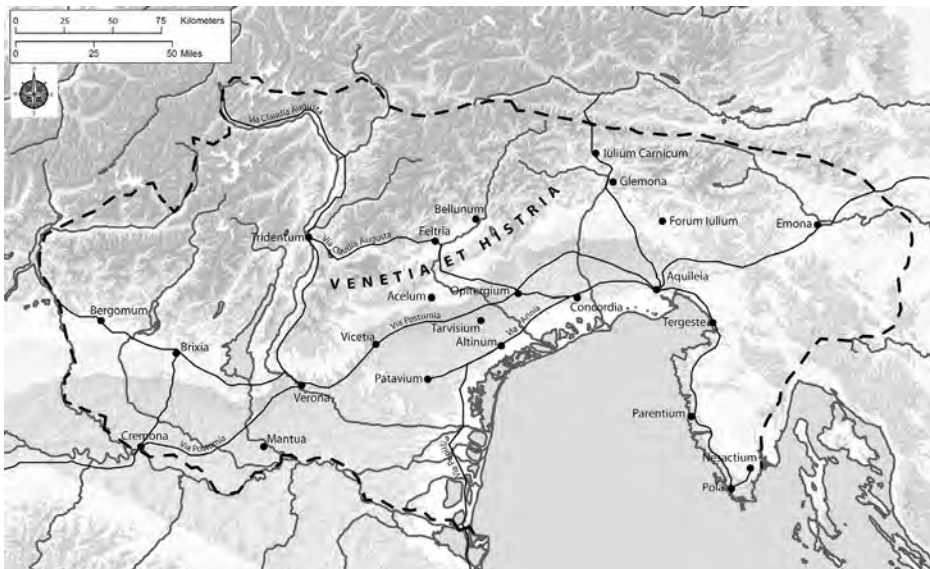 0 25 50 75 Kilometers
0 25 50 Miles
Via Claudia Augusta
Iulium Carnicum
Glemona
Bellunum
Forum Iulium
Emona
Tridentum
Feltria
Via Claudia Augusta
VENETIA ET HISTRIA
Aquileia
Acelum
Opitergium
Concordia
Bergomum
Via Postumia
Tarvisium
Via Annia
Tergeste
Brixia
Vicetia
Altinum
Patavium
Verona
Parentium
Cremona
Via Postumia
Mantua
Nesactium
Pola